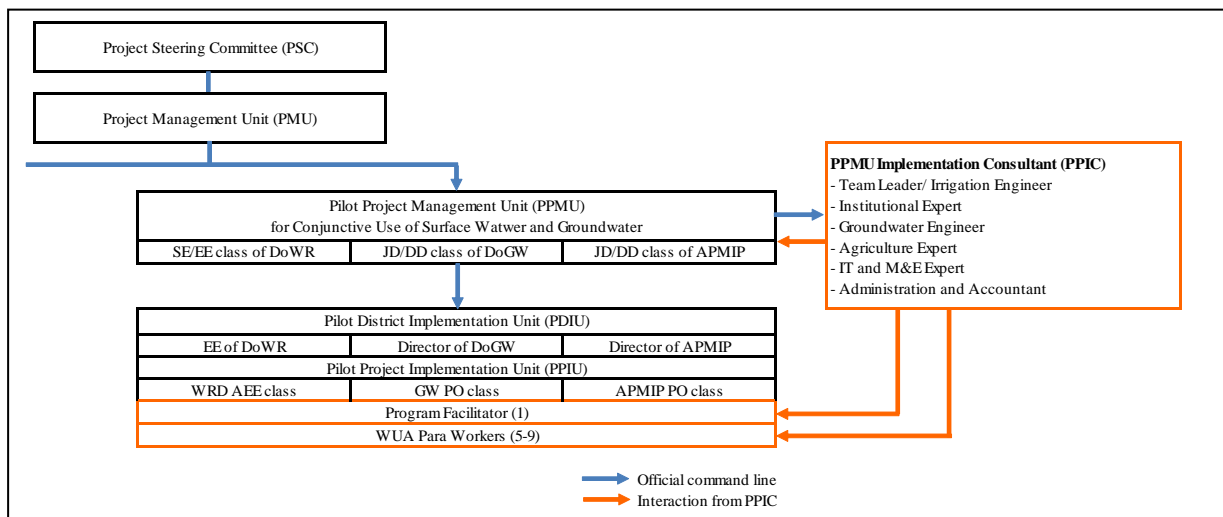 Project Steering Committee (PSC)
Project Management Unit (PMU)
PPMU Implementation Consultant (PPIC)
- Team Leader/ Irrigation Engineer
- Institutional Expert
- Groundwater Engineer
- Agriculture Expert
- IT and M&E Expert
- Administration and Accountant
Pilot Project Management Unit (PPMU)
for Conjunctive Use of Surface Watwer and Groundwater
SE/EE class of DoWR JD/DD class of DoGW JD/DD class of APMIP
Pilot District Implementation Unit (PDIU)
EE of DoWR Director of DoGW Director of APMIP
Pilot Project Implementation Unit (PPIU)
WRD AEE class GW PO class APMIP PO class
Program Facilitator (1)
WUA Para Workers (5-9)
Official command line
Interaction from PPIC